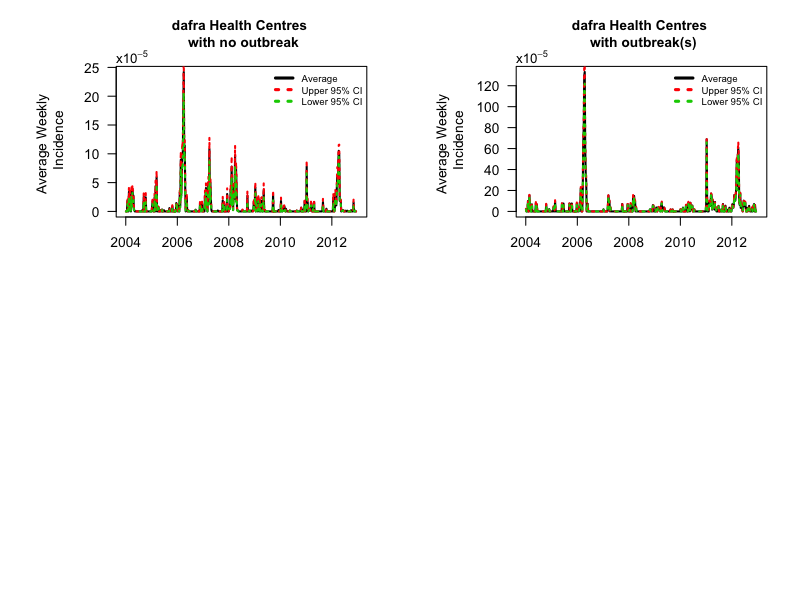 dafra Health Centres
with no outbreak
x10−5
Average Weekly
Incidence
25
20
15
10
5
0
2004 2006 2008 2010 2012
Average
Upper 95% CI
Lower 95% CI
dafra Health Centres
with outbreak(s)
x10−5
Average Weekly
Incidence
120
100
80
60
40
20
0
2004 2006 2008 2010 2012
Average
Upper 95% CI
Lower 95% CI